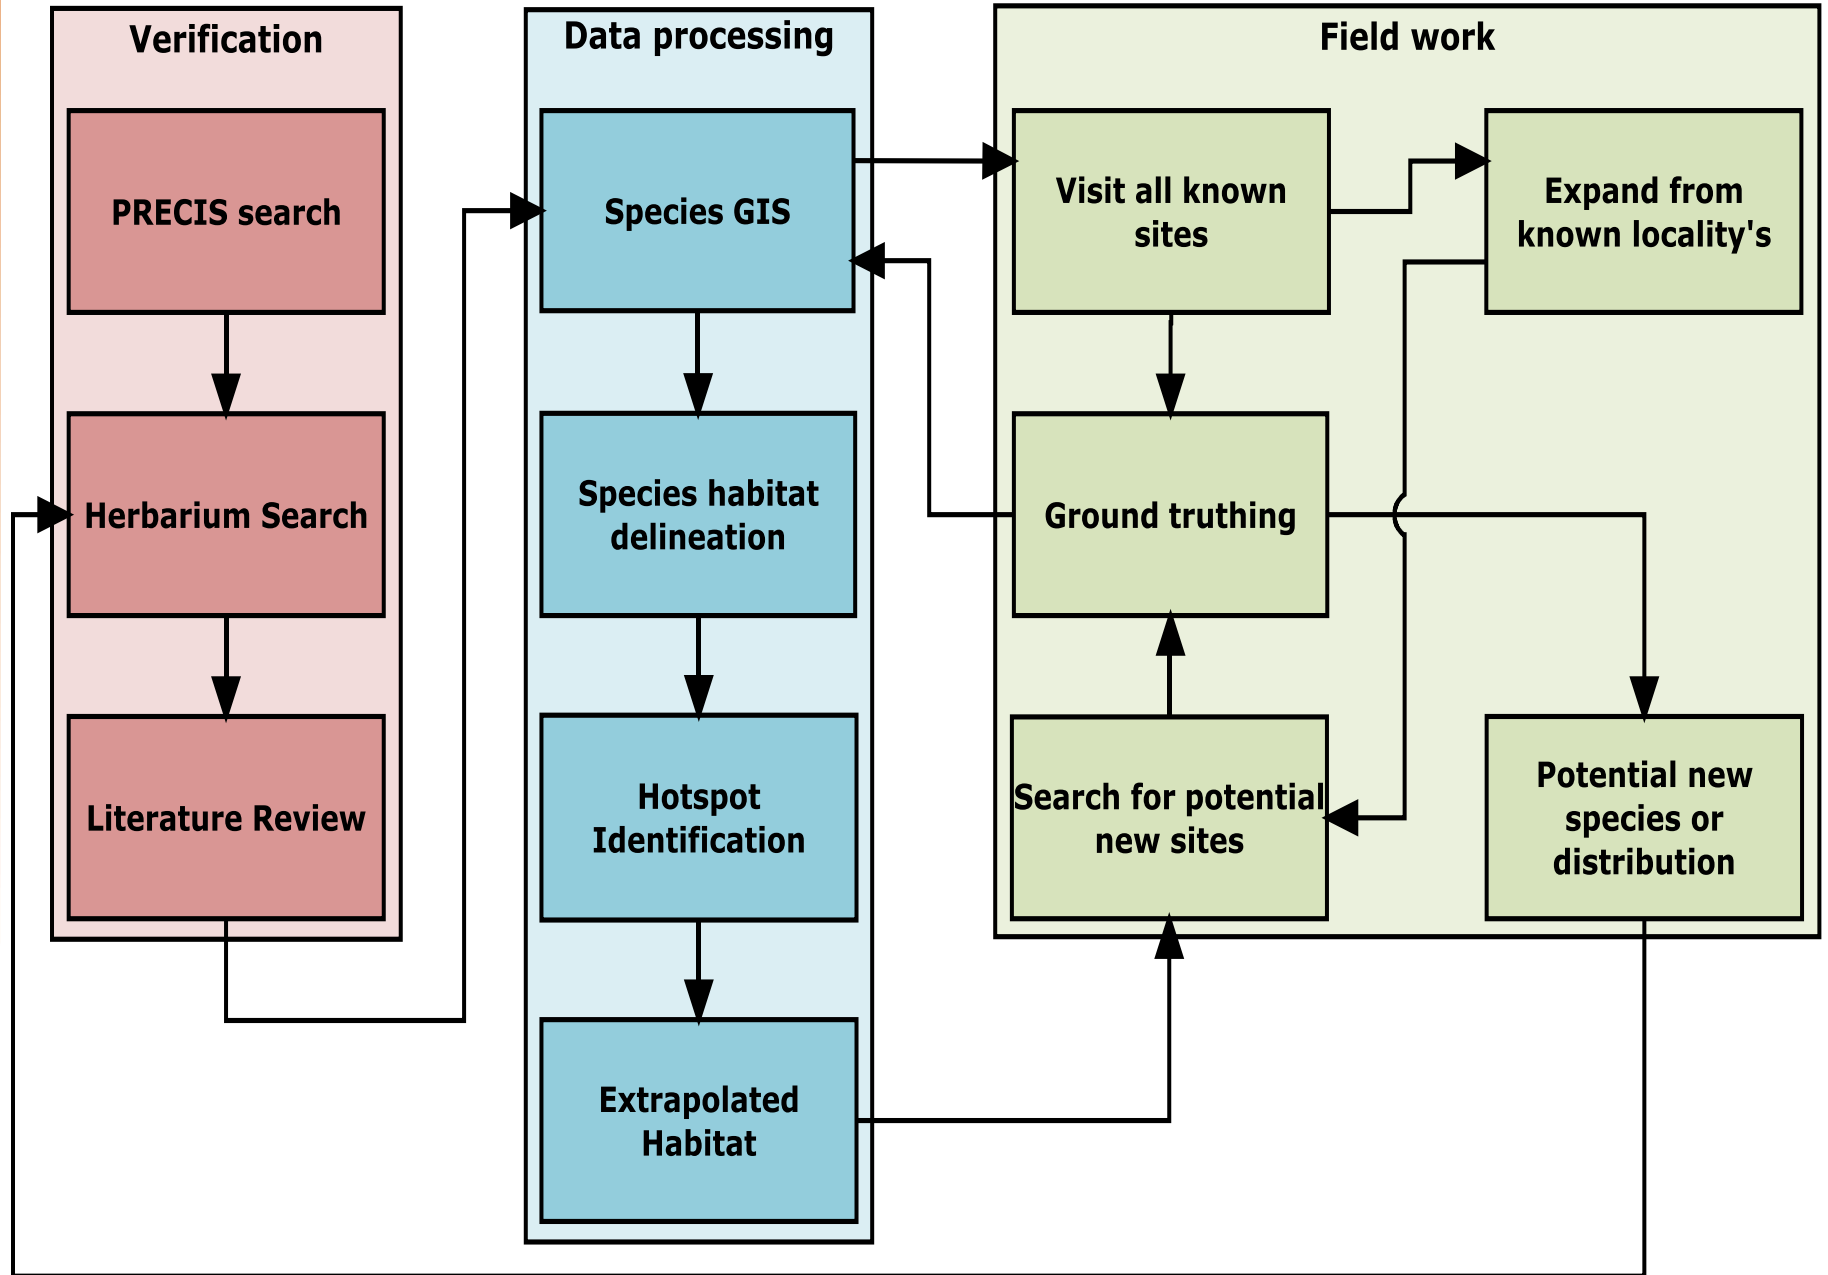 Verification
PRECIS search
Herbarium Search
Literature Review
Data processing
Species GIS
Species habitat
delineation
Hotspot
Identification
Extrapolated
Habitat
Field work
Visit all known
sites
Expand from
known locality's
Ground truthing
Search for potential
new sites
Potential new
species or
distribution